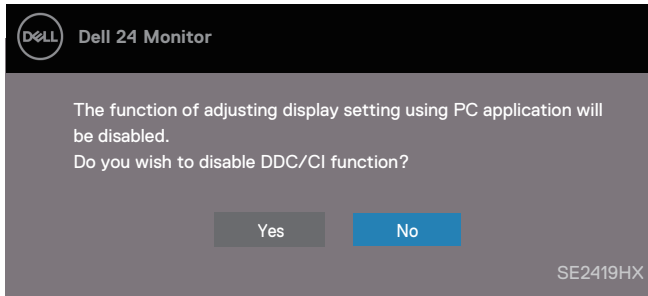 DELL Dell 24 Monitor
The function of adjusting display setting using PC application will
be disabled.
Do you wish to disable DDC/CI function?
Yes No
SE2419HX